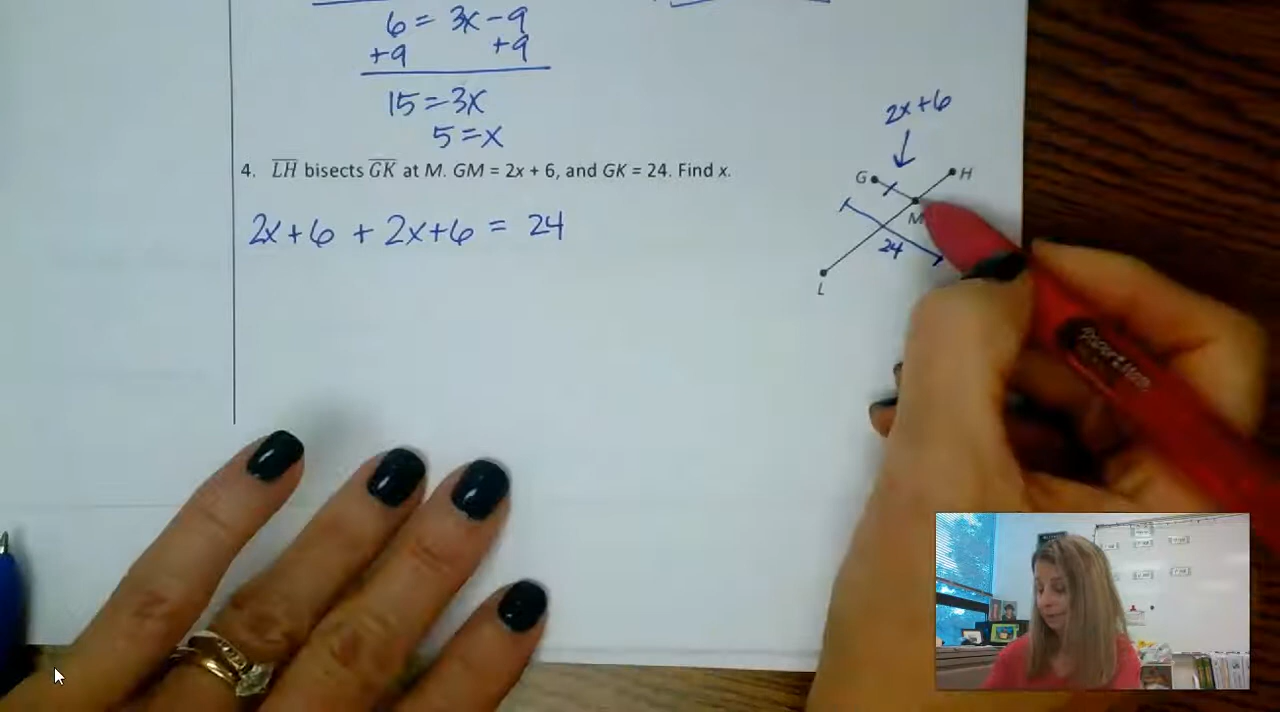 6 = 3x - 9
+9 +9
15 = 3x
5 = x
4. LH bisects GK at M. GM = 2x + 6, and GK = 24. Find x.
2x+6 + 2x+6 = 24
2x+6
G
H
M
24
L